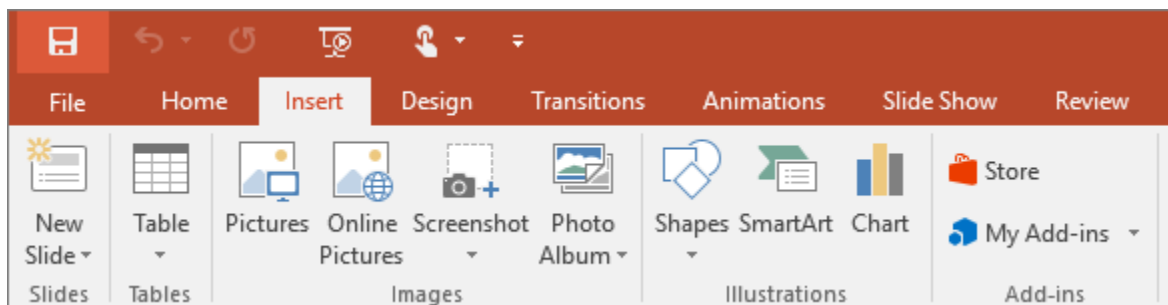 File Home Insert Design Transitions Animations Slide Show Review
New Table Pictures Online Screenshot Photo Shapes SmartArt Chart Store
Slide Pictures Album My Add-ins
Slides Tables Images Illustrations Add-ins